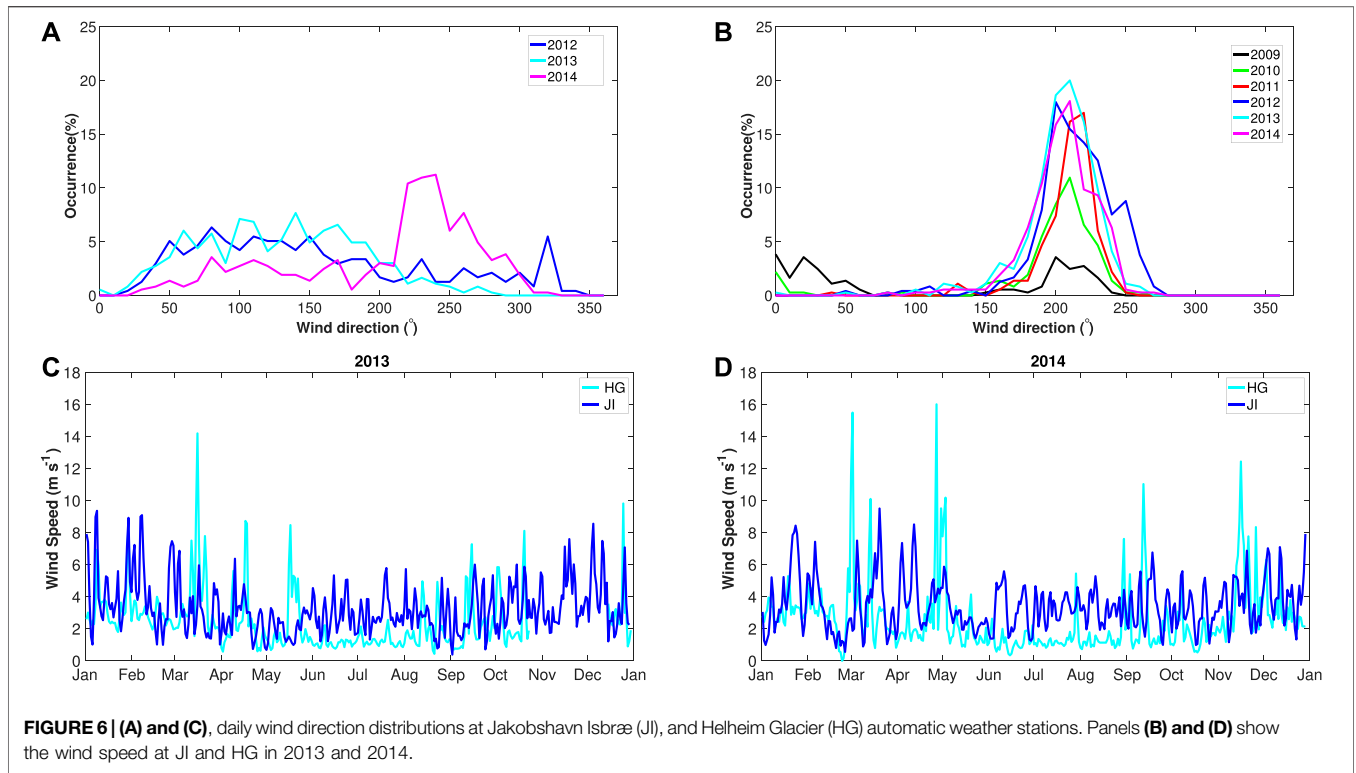 A
25
20
15
10
5
0
Occurrence(%)
0 50 100 150 200 250 300 350
Wind direction (°)
2012
2013
2014
B
25
20
15
10
5
0
Occurrence(%)
0 50 100 150 200 250 300 350
Wind direction (°)
2009
2010
2011
2012
2013
2014
C
2013
18
16
14
12
10
8
6
4
2
0
Wind Speed (m s-1)
Jan Feb Mar Apr May Jun Jul Aug Sep Oct Nov Dec Jan
HG
JI
D
2014
18
16
14
12
10
8
6
4
2
0
Wind Speed (m s-1)
Jan Feb Mar Apr May Jun Jul Aug Sep Oct Nov Dec Jan
HG
JI
FIGURE 6 | (A) and (C), daily wind direction distributions at Jakobshavn Isbræ (JI), and Helheim Glacier (HG) automatic weather stations. Panels (B) and (D) show
the wind speed at JI and HG in 2013 and 2014.